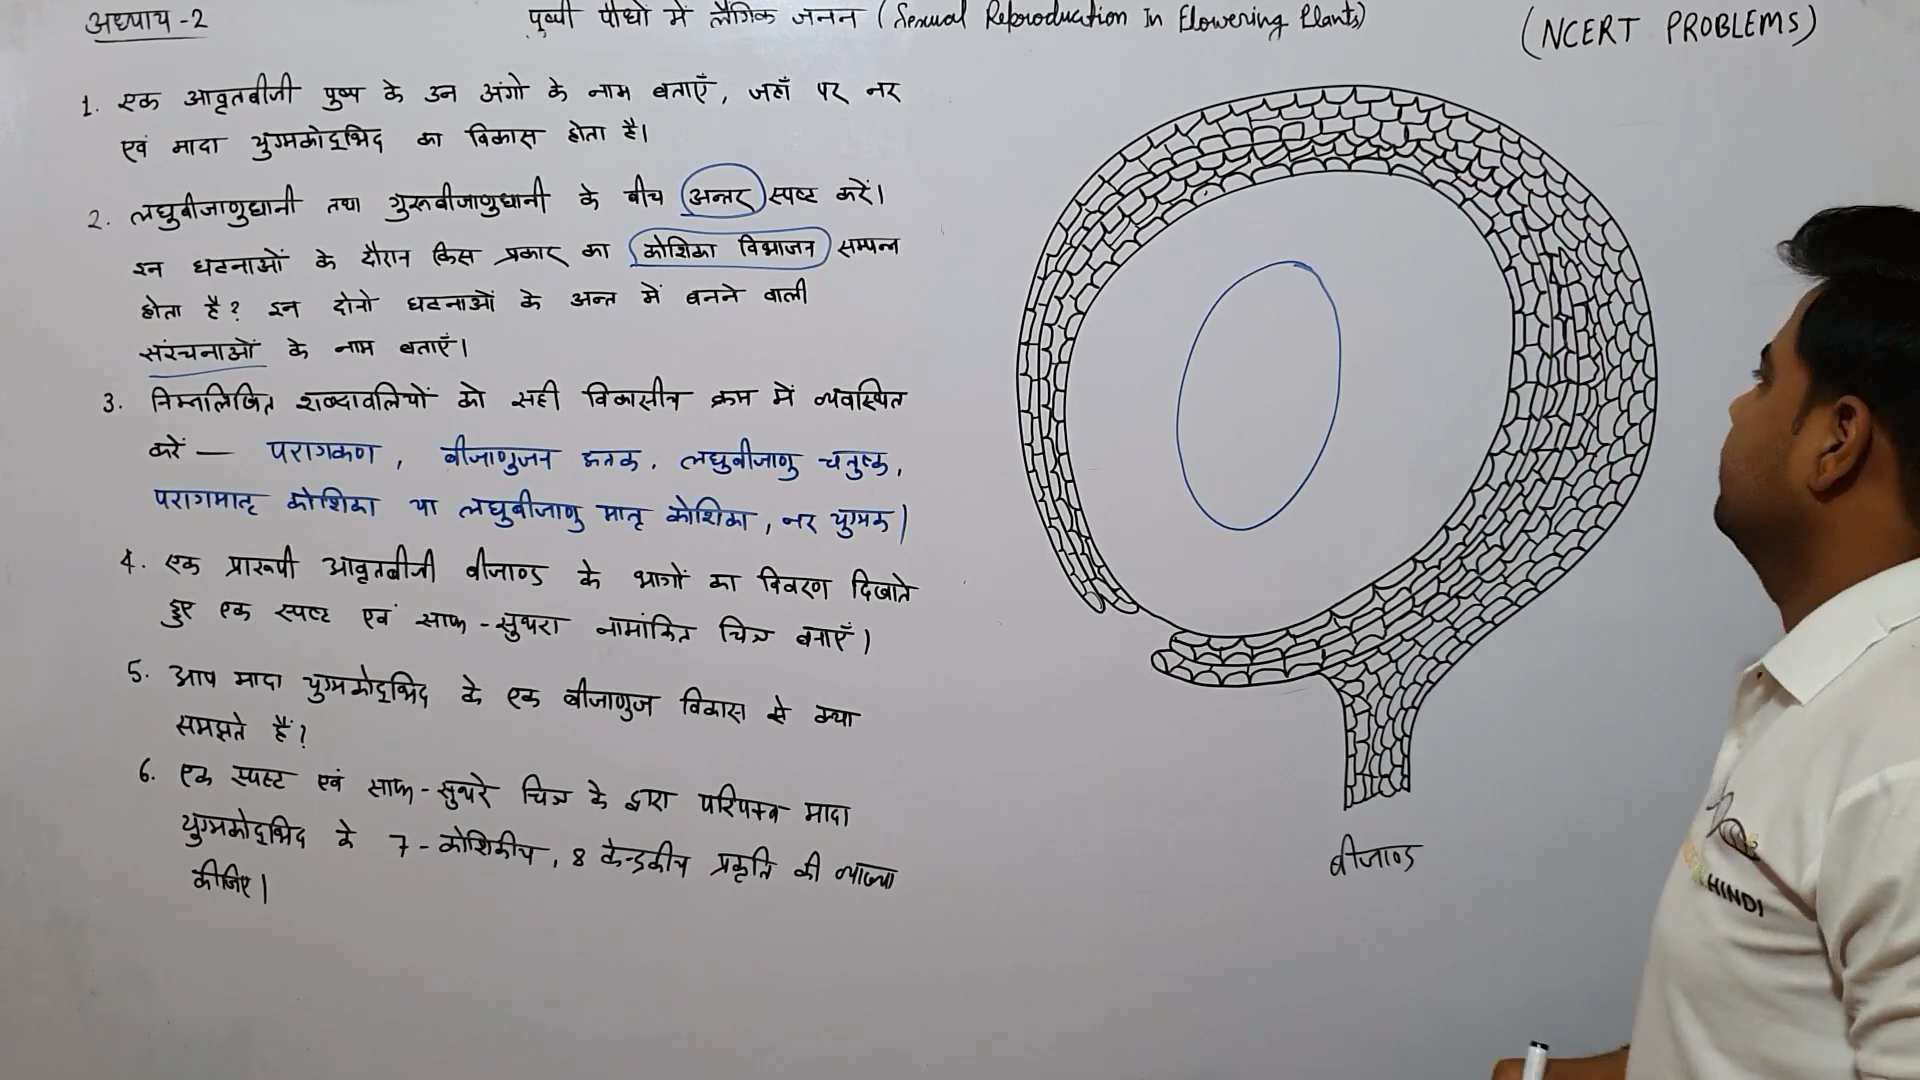 अध्याय -2
पुष्पी पौधों में लैंगिक जनन (Sexual Reproduction In Flowering Plants)
(NCERT PROBLEMS)
1. एक आवृतबीजी पुष्प के उन अंगो के नाम बताएँ, जहाँ पर नर
एवं मादा युग्मकोद्भिद का विकास होता है।
2. लघुबीजाणुधानी तथा गुरूबीजाणुधानी के बीच अन्तर स्पष्ट करें।
इन घटनाओं के दौरान किस प्रकार का कोशिका विभाजन सम्पन्न
होता है? इन दोनो घटनाओं के अन्त में बनने वाली
संरचनाओं के नाम बताएँ।
3. निम्नलिखित शब्दावलियों को सही विकासीय क्रम में व्यवस्थित
करें — परागकण, बीजाणुजन ऊतक, लघुबीजाणु चतुष्क,
परागमातृ कोशिका या लघुबीजाणु मातृ कोशिका, नर युग्मक।
4. एक प्रारूपी आवृतबीजी बीजाण्ड के भागों का विवरण दिखाते
हुए एक स्पष्ट एवं साफ-सुथरा नामांकित चित्र बनाएँ।
5. आप मादा युग्मकोद्भिद के एक बीजाणुज विकास से क्या
समझते हैं?
6. एक स्पष्ट एवं साफ-सुथरे चित्र के द्वारा परिपक्व मादा
युग्मकोद्भिद के 7-कोशिकीय, 8 केन्द्रकीय प्रकृति की व्याख्या
कीजिए।
बीजाण्ड
HINDI